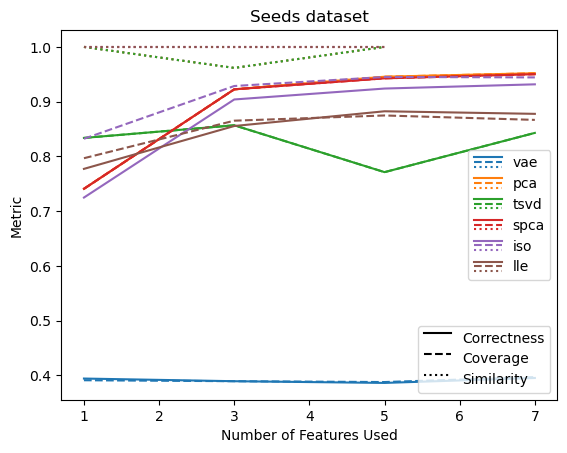 Seeds dataset
Metric
1.0
0.9
0.8
0.7
0.6
0.5
0.4
vae
pca
tsvd
spca
iso
lle
Correctness
Coverage
Similarity
1 2 3 4 5 6 7
Number of Features Used